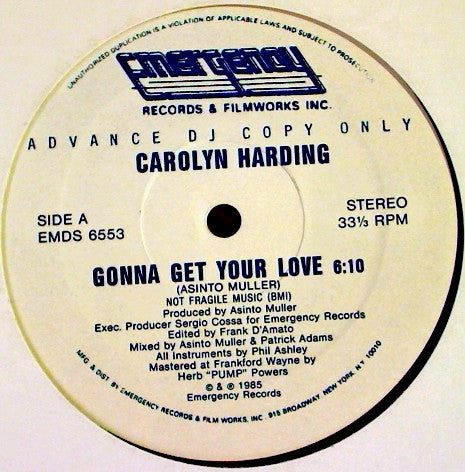 UNAUTHORIZED DUPLICATION IS A VIOLATION OF APPLICABLE LAWS AND SUBJECT TO PROSECUTION
Emergency
RECORDS & FILMWORKS INC.
ADVANCE DJ COPY ONLY
CAROLYN HARDING
SIDE A
EMDS 6553
STEREO
33⅓ RPM
GONNA GET YOUR LOVE 6:10
(ASINTO MULLER)
NOT FRAGILE MUSIC (BMI)
Produced by Asinto Muller
Exec. Producer Sergio Cossa for Emergency Records
Edited by Frank D'Amato
Mixed by Asinto Muller & Patrick Adams
All Instruments by Phil Ashley
Mastered at Frankford Wayne by
Herb "PUMP" Powers
© & ℗ 1985
Emergency Records
MFG. & DIST. BY EMERGENCY RECORDS & FILM WORKS, INC 915 BROADWAY, NEW YORK, N.Y. 10010